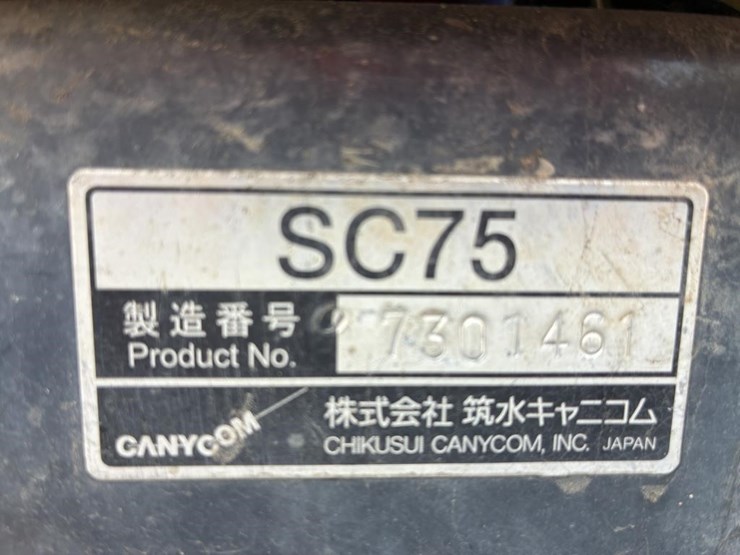 SC75
製造番号
Product No.
7301461
株式会社 筑水キャニコム
CANYCOM
CHIKUSUI CANYCOM, INC. JAPAN